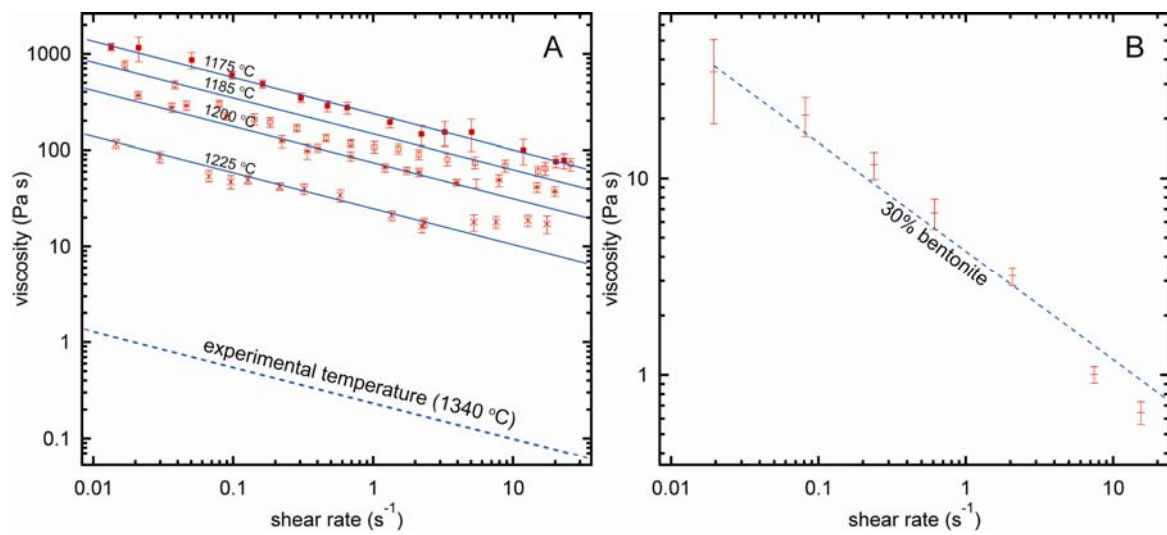 A
1000
100
10
1
0.1
viscosity (Pa s)
1175 °C
1185 °C
1200 °C
1225 °C
experimental temperature (1340 °C)
0.01
0.1
1
10
shear rate (s⁻¹)
B
10
1
viscosity (Pa s)
30% bentonite
0.01
0.1
1
10
shear rate (s⁻¹)